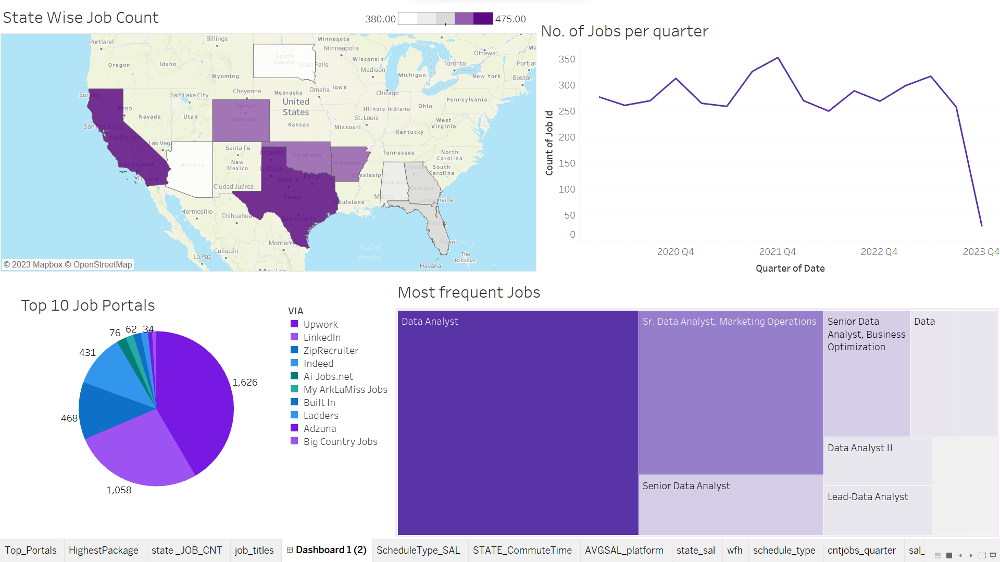 State Wise Job Count
380.00
475.00
Portland
Billings
Minnesota
Minneapolis
Ottawa
South
Dakota
Sioux Falls
Wisconsin
Toronto
Oregon
Idaho
Madison
Michigan
New York
Boston
Wyoming
Iowa
Chicago
Eureka
Salt Lake City
Cheyenne
Nebraska
Omaha
Pennsylvania
United
States
Reno
Denver
Nevada
Utah
Colorado
Illinois
Indiana
Ohio
St. Louis
San Francisco
Kansas
Missouri
West
Virginia
Kentucky
California
Las Vegas
Santa Fe
Amarillo
Oklahoma
Tennessee
North
Carolina
Los Angeles
Arizona
New
Mexico
Lubbock
Arkansas
Atlanta
South
Carolina
Tijuana
Abilene
Dallas
Mississippi
Alabama
Georgia
Ciudad Juárez
Texas
Louisiana
Mobile
Jacksonville
Hermosillo
Chihuahua
San Antonio
Florida
Monterrey
Miami
Gulf of
Mexico
Culiacán
La Paz
The
Bahamas
Havana
Mexico
© 2023 Mapbox © OpenStreetMap
No. of Jobs per quarter
350
300
250
200
150
100
50
0
Count of Job Id
2020 Q4
2021 Q4
2022 Q4
2023 Q4
Quarter of Date
Top 10 Job Portals
76
62
34
431
1,626
468
1,058
VIA
Upwork
LinkedIn
ZipRecruiter
Indeed
Ai-Jobs.net
My ArkLaMiss Jobs
Built In
Ladders
Adzuna
Big Country Jobs
Most frequent Jobs
Data Analyst
Sr. Data Analyst, Marketing Operations
Senior Data
Analyst, Business
Optimization
Data
Data Analyst II
Senior Data Analyst
Lead-Data Analyst
Top_Portals
HighestPackage
state _JOB_CNT
job_titles
Dashboard 1 (2)
ScheduleType_SAL
STATE_CommuteTime
AVGSAL_platform
state_sal
wfh
schedule_type
cntjobs_quarter
sal_